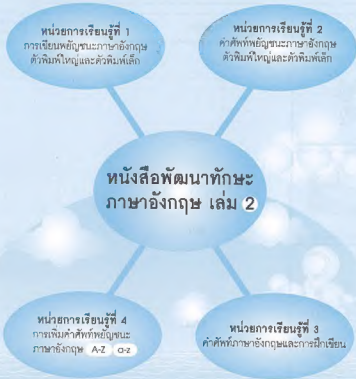 หน่วยการเรียนรู้ที่ 1
การเขียนพยัญชนะภาษาอังกฤษ
ตัวพิมพ์ใหญ่และตัวพิมพ์เล็ก
หน่วยการเรียนรู้ที่ 2
คำศัพท์พยัญชนะภาษาอังกฤษ
ตัวพิมพ์ใหญ่และตัวพิมพ์เล็ก
หนังสือพัฒนาทักษะ
ภาษาอังกฤษ เล่ม 2
หน่วยการเรียนรู้ที่ 4
การเพิ่มคำศัพท์พยัญชนะ
ภาษาอังกฤษ A-Z a-z
หน่วยการเรียนรู้ที่ 3
คำศัพท์ภาษาอังกฤษและการฝึกเขียน